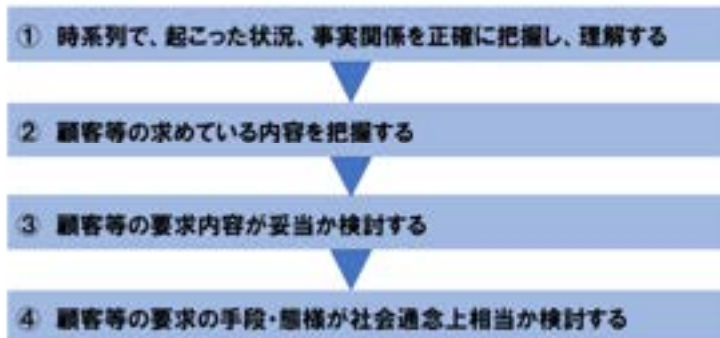 ① 時系列で、起こった状況、事実関係を正確に把握し、理解する
② 顧客等の求めている内容を把握する
③ 顧客等の要求内容が妥当か検討する
④ 顧客等の要求の手段・態様が社会通念上相当か検討する